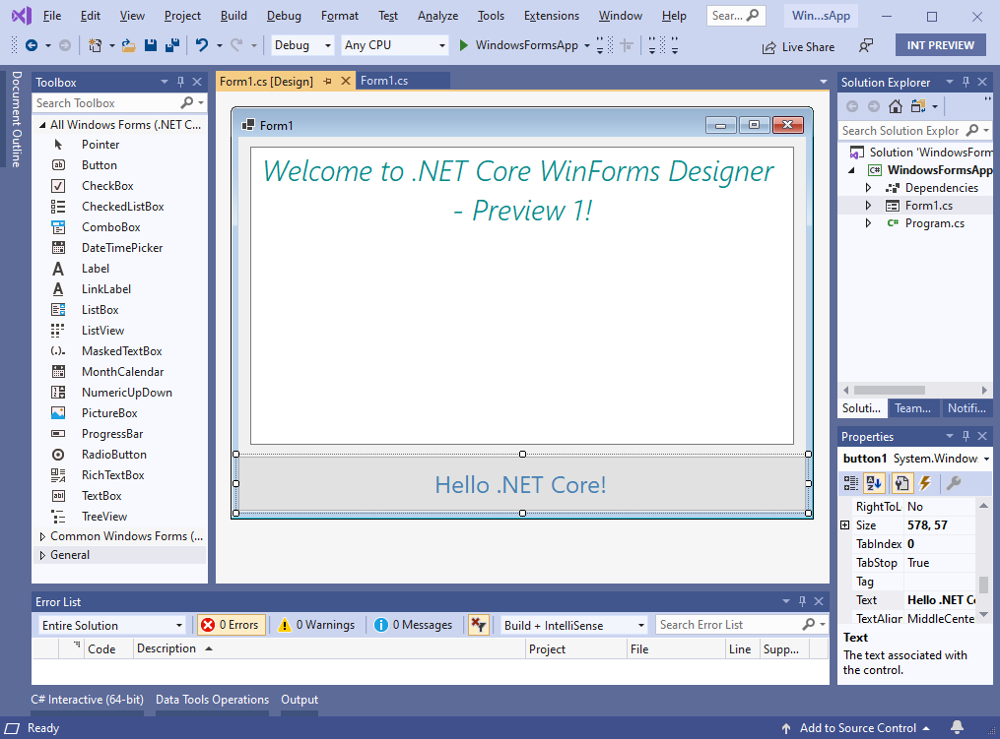 File Edit View Project Build Debug Format Test Analyze Tools Extensions Window Help Sear... Win...sApp
Debug Any CPU WindowsFormsApp Live Share INT PREVIEW
Document Outline
Toolbox
Search Toolbox
All Windows Forms (.NET C...
Pointer
Button
CheckBox
CheckedListBox
ComboBox
DateTimePicker
Label
LinkLabel
ListBox
ListView
MaskedTextBox
MonthCalendar
NumericUpDown
PictureBox
ProgressBar
RadioButton
RichTextBox
TextBox
TreeView
Common Windows Forms (...
General
Form1.cs [Design] Form1.cs
Form1
Welcome to .NET Core WinForms Designer
- Preview 1!
Hello .NET Core!
Solution Explorer
Search Solution Explor
Solution 'WindowsForm
C# WindowsFormsApp
Dependencies
Form1.cs
C# Program.cs
Soluti... Team... Notifi...
Properties
button1 System.Window
RightToL No
Size 578, 57
TabIndex 0
TabStop True
Tag
Text Hello .NET Co
TextAlign MiddleCente
Text
The text associated with
the control.
Error List
Entire Solution 0 Errors 0 Warnings 0 Messages Build + IntelliSense Search Error List
Code Description Project File Line Supp...
C# Interactive (64-bit) Data Tools Operations Output
Ready Add to Source Control